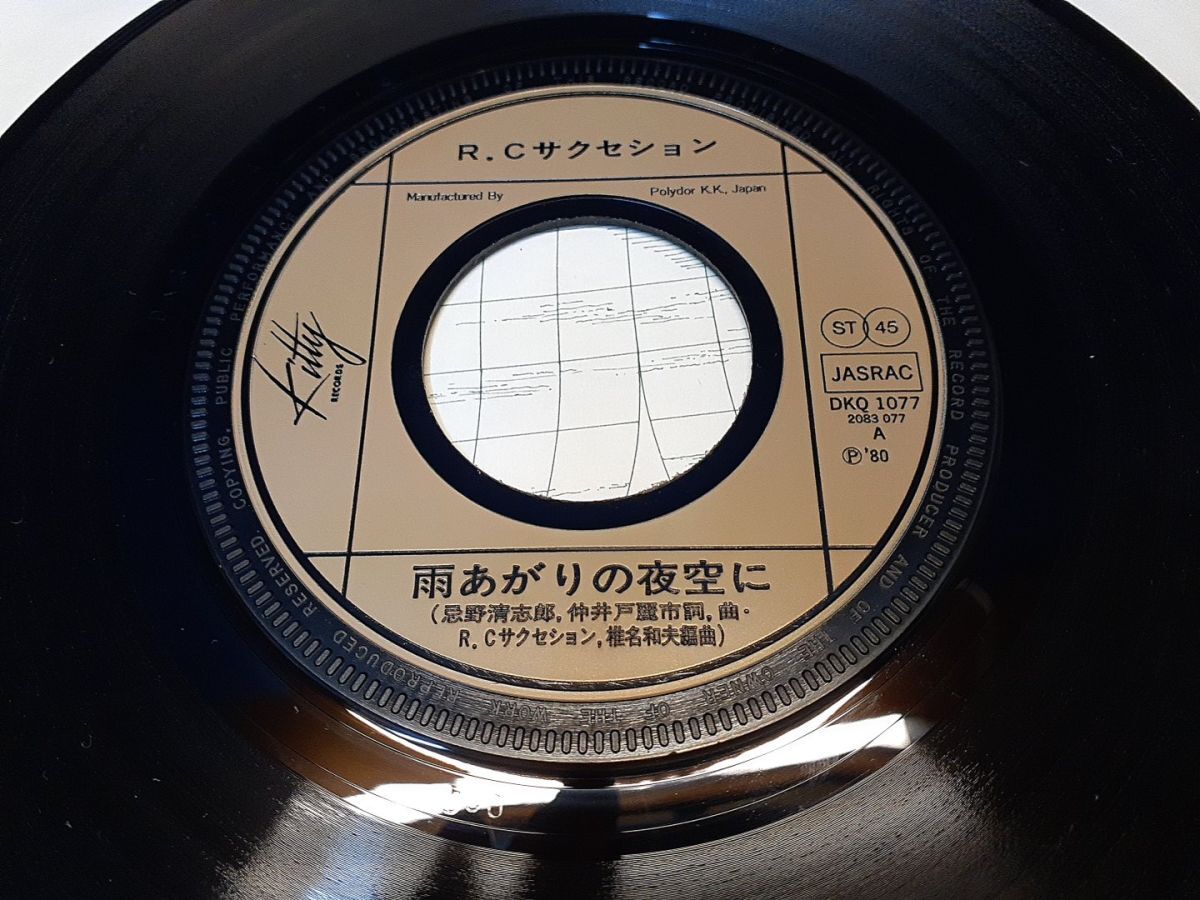 R.Cサクセション
Manufactured By
Polydor K.K., Japan
Kitty
RECORDS
ST 45
JASRAC
DKQ 1077
2083 077
A
Ⓟ'80
雨あがりの夜空に
(忌野清志郎,仲井戸麗市詞,曲・
R.Cサクセション,椎名和夫編曲)
RIGHTS OF THE RECORD PRODUCER AND OF THE OWNER OF THE WORK REPRODUCED RESERVED. COPYING, PUBLIC PERFORMANCE